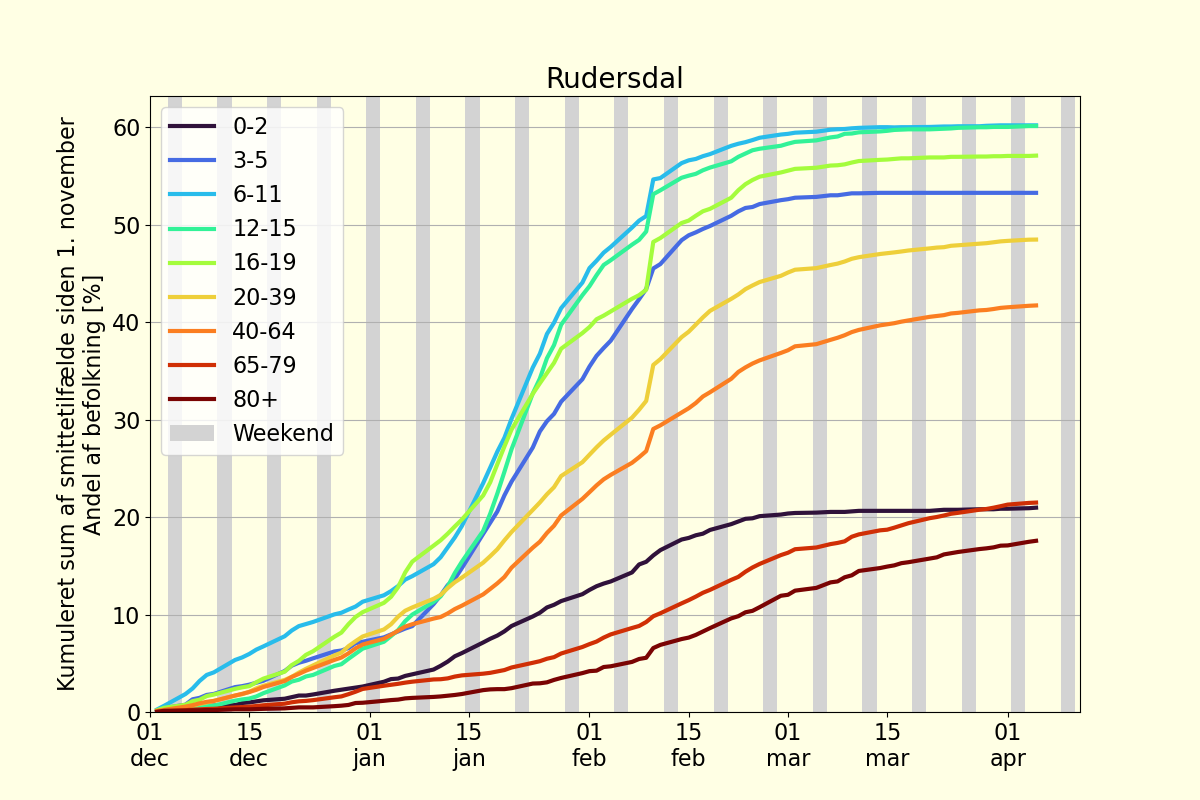 Rudersdal
Kumuleret sum af smittetilfælde siden 1. november
Andel af befolkning [%]
60
50
40
30
20
10
0
0-2
3-5
6-11
12-15
16-19
20-39
40-64
65-79
80+
Weekend
01 15 01 15 01 15 01 15 01
dec dec jan jan feb feb mar mar apr